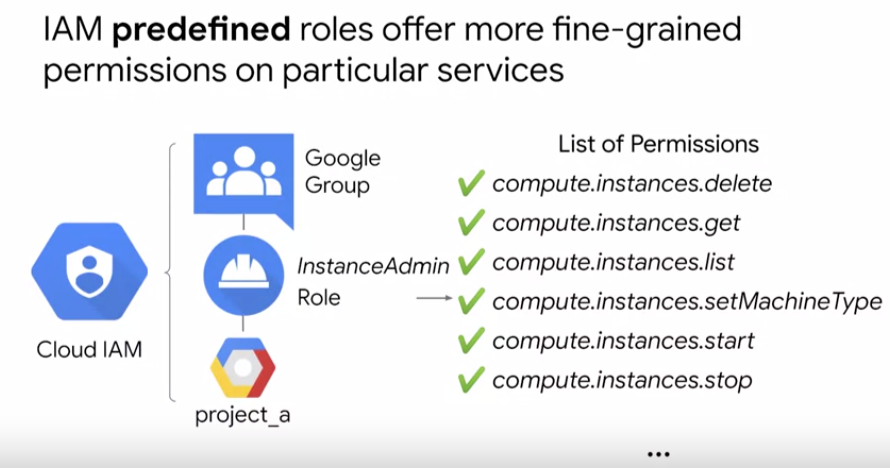 IAM predefined roles offer more fine-grained
permissions on particular services
Cloud IAM
Google
Group
InstanceAdmin
Role
project_a
List of Permissions
compute.instances.delete
compute.instances.get
compute.instances.list
compute.instances.setMachineType
compute.instances.start
compute.instances.stop
...